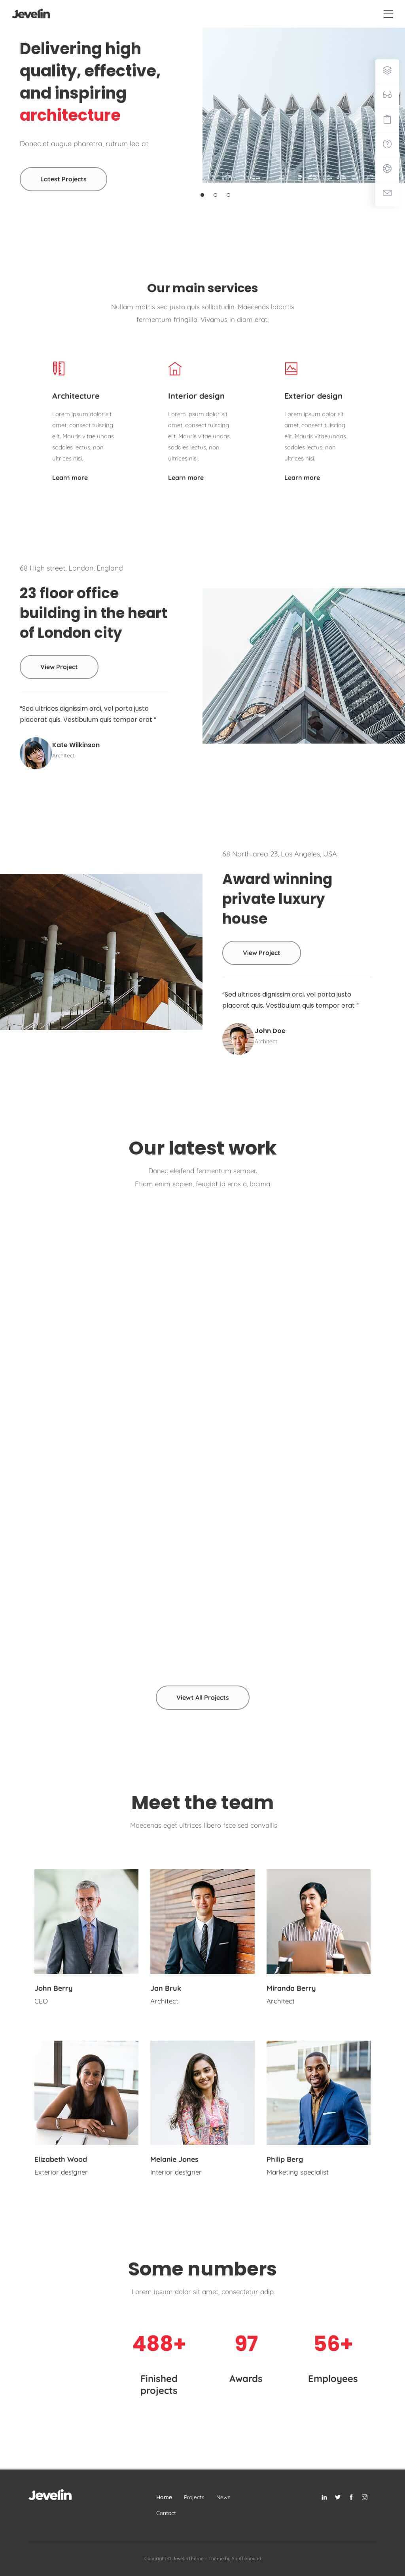 Jevelin
Delivering high
quality, effective,
and inspiring
architecture
Donec et augue pharetra, rutrum leo at
Latest Projects
Our main services
Nullam mattis sed justo quis sollicitudin. Maecenas lobortis
fermentum fringilla. Vivamus in diam erat.
Architecture
Lorem ipsum dolor sit
amet, consect tuiscing
elit. Mauris vitae undas
sodales lectus, non
ultrices nisi.
Learn more
Interior design
Lorem ipsum dolor sit
amet, consect tuiscing
elit. Mauris vitae undas
sodales lectus, non
ultrices nisi.
Learn more
Exterior design
Lorem ipsum dolor sit
amet, consect tuiscing
elit. Mauris vitae undas
sodales lectus, non
ultrices nisi.
Learn more
68 High street, London, England
23 floor office
building in the heart
of London city
View Project
“Sed ultrices dignissim orci, vel porta justo
placerat quis. Vestibulum quis tempor erat ”
Kate Wilkinson
Architect
68 North area 23, Los Angeles, USA
Award winning
private luxury
house
View Project
“Sed ultrices dignissim orci, vel porta justo
placerat quis. Vestibulum quis tempor erat ”
John Doe
Architect
Our latest work
Donec eleifend fermentum semper.
Etiam enim sapien, feugiat id eros a, lacinia
Viewt All Projects
Meet the team
Maecenas eget ultrices libero fsce sed convallis
John Berry
CEO
Jan Bruk
Architect
Miranda Berry
Architect
Elizabeth Wood
Exterior designer
Melanie Jones
Interior designer
Philip Berg
Marketing specialist
Some numbers
Lorem ipsum dolor sit amet, consectetur adip
488+
Finished
projects
97
Awards
56+
Employees
Jevelin
Home Projects News
Contact
Copyright © JevelinTheme - Theme by Shufflehound